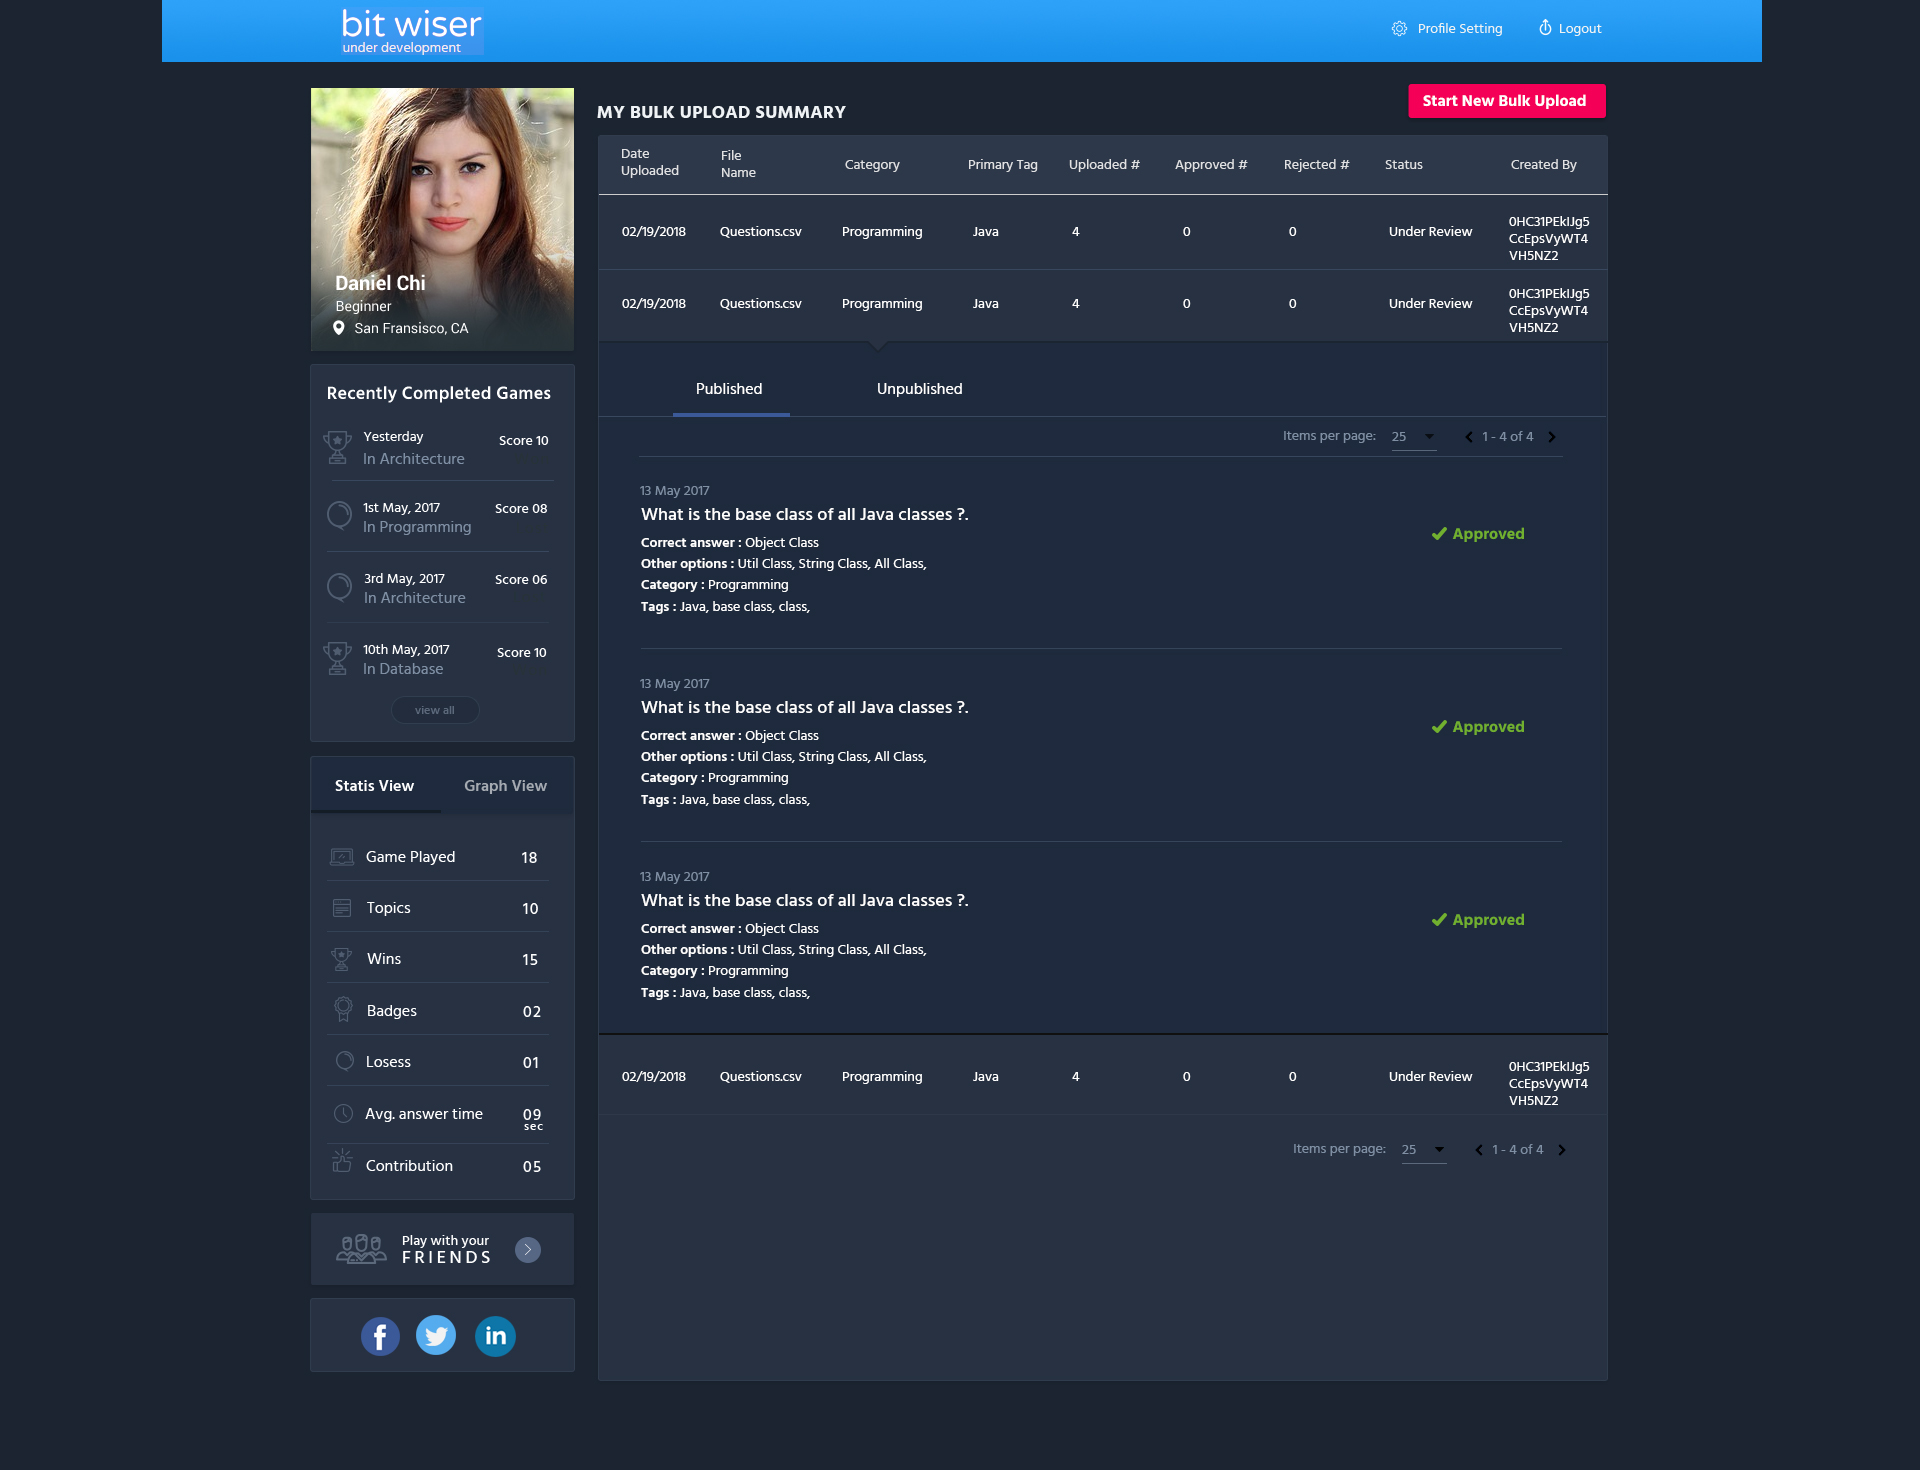 bit wiser
under development
Profile Setting
Logout
Daniel Chi
Beginner
San Fransisco, CA
Recently Completed Games
Yesterday
In Architecture
Score 10
1st May, 2017
In Programming
Score 08
3rd May, 2017
In Architecture
Score 06
10th May, 2017
In Database
Score 10
view all
Statis View
Graph View
Game Played 18
Topics 10
Wins 15
Badges 02
Losess 01
Avg. answer time 09
sec
Contribution 05
Play with your
FRIENDS
f
in
MY BULK UPLOAD SUMMARY
Start New Bulk Upload
Date
Uploaded
File
Name
Category
Primary Tag
Uploaded #
Approved #
Rejected #
Status
Created By
02/19/2018 Questions.csv Programming Java 4 0 0 Under Review
0HC31PEkIJg5
CcEpsVyWT4
VH5NZ2
02/19/2018 Questions.csv Programming Java 4 0 0 Under Review
0HC31PEkIJg5
CcEpsVyWT4
VH5NZ2
Published
Unpublished
Items per page: 25 1 - 4 of 4
13 May 2017
What is the base class of all Java classes ?.
Correct answer : Object Class
Other options : Util Class, String Class, All Class,
Category : Programming
Tags : Java, base class, class,
Approved
13 May 2017
What is the base class of all Java classes ?.
Correct answer : Object Class
Other options : Util Class, String Class, All Class,
Category : Programming
Tags : Java, base class, class,
Approved
13 May 2017
What is the base class of all Java classes ?.
Correct answer : Object Class
Other options : Util Class, String Class, All Class,
Category : Programming
Tags : Java, base class, class,
Approved
02/19/2018 Questions.csv Programming Java 4 0 0 Under Review
0HC31PEkIJg5
CcEpsVyWT4
VH5NZ2
Items per page: 25 1 - 4 of 4